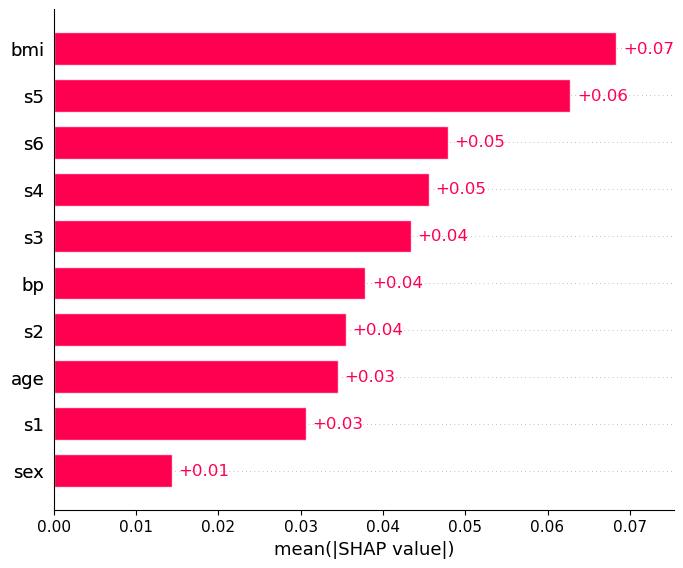 bmi +0.07
s5 +0.06
s6 +0.05
s4 +0.05
s3 +0.04
bp +0.04
s2 +0.04
age +0.03
s1 +0.03
sex +0.01
0.00 0.01 0.02 0.03 0.04 0.05 0.06 0.07
mean(|SHAP value|)